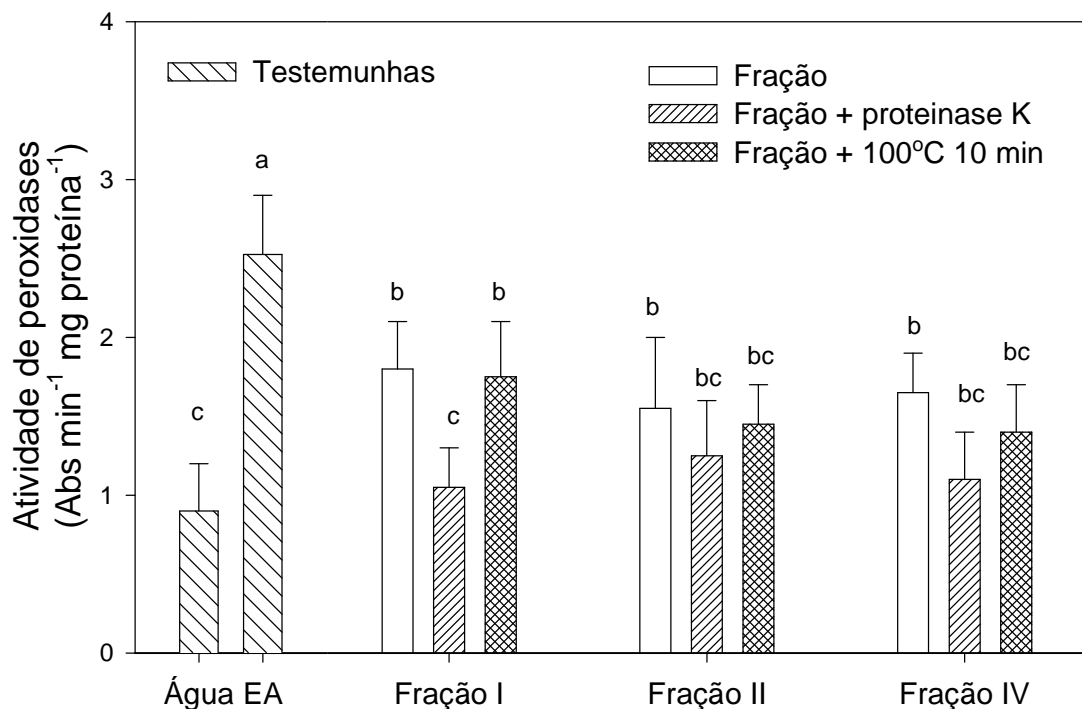 Atividade de peroxidases
(Abs min⁻¹ mg proteína⁻¹)
4
3
2
1
0
Testemunhas
Fração
Fração + proteinase K
Fração + 100ºC 10 min
c
a
b
c
b
b
bc
bc
b
bc
bc
Água EA
Fração I
Fração II
Fração IV